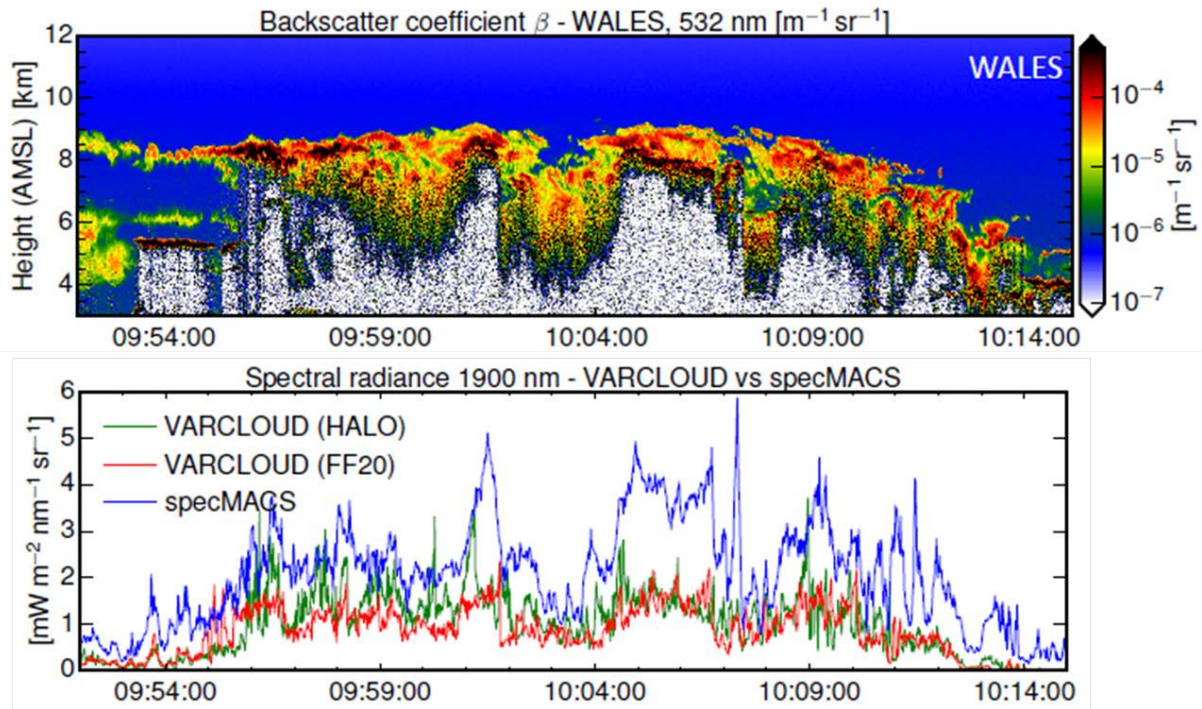 Backscatter coefficient β - WALES, 532 nm [m⁻¹ sr⁻¹]
WALES
Height (AMSL) [km]
12
10
8
6
4
10⁻⁴
10⁻⁵
10⁻⁶
10⁻⁷
[m⁻¹ sr⁻¹]
09:54:00 09:59:00 10:04:00 10:09:00 10:14:00
Spectral radiance 1900 nm - VARCLOUD vs specMACS
[mW m⁻² nm⁻¹ sr⁻¹]
6
5
4
3
2
1
0
VARCLOUD (HALO)
VARCLOUD (FF20)
specMACS
09:54:00 09:59:00 10:04:00 10:09:00 10:14:00